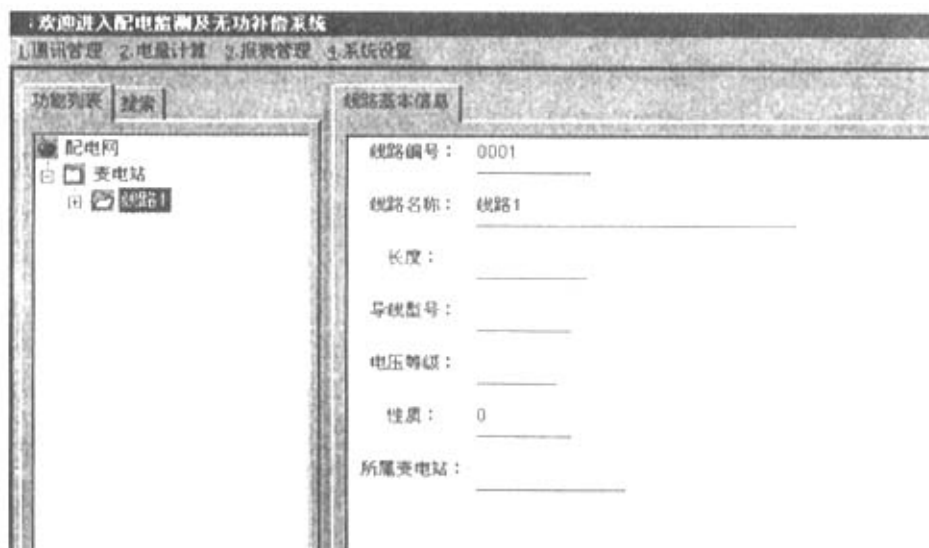 :欢迎进入配电监测及无功补偿系统
1.通讯管理 2.电量计算 3.报表管理 4.系统设置
功能列表 搜索
线路基本信息
配电网
变电站
线路1
线路编号: 0001
线路名称: 线路1
长度:
导线型号:
电压等级:
性质: 0
所属变电站: